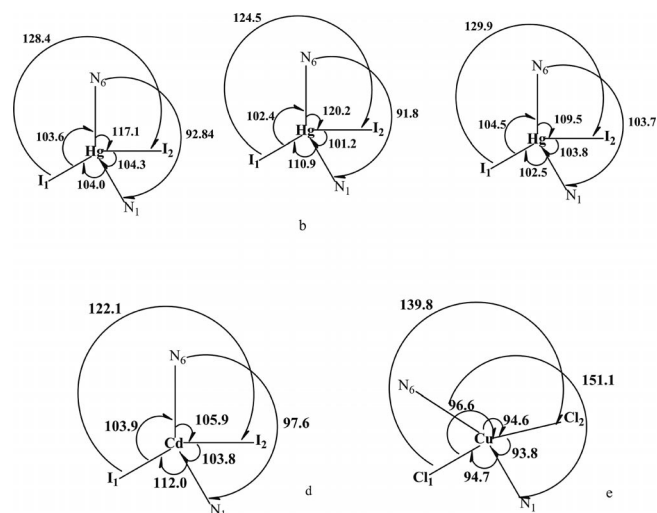 128.4
N6
103.6
117.1
92.84
Hg
I2
104.3
I1
104.0
N1
124.5
N6
102.4
120.2
91.8
Hg
I2
101.2
I1
110.9
N1
b
129.9
N6
104.5
109.5
103.7
Hg
I2
103.8
I1
102.5
N1
122.1
N6
103.9
105.9
97.6
Cd
I2
103.8
I1
112.0
N1
d
139.8
N6
151.1
96.6
94.6
Cl2
Cu
93.8
Cl1
94.7
N1
e